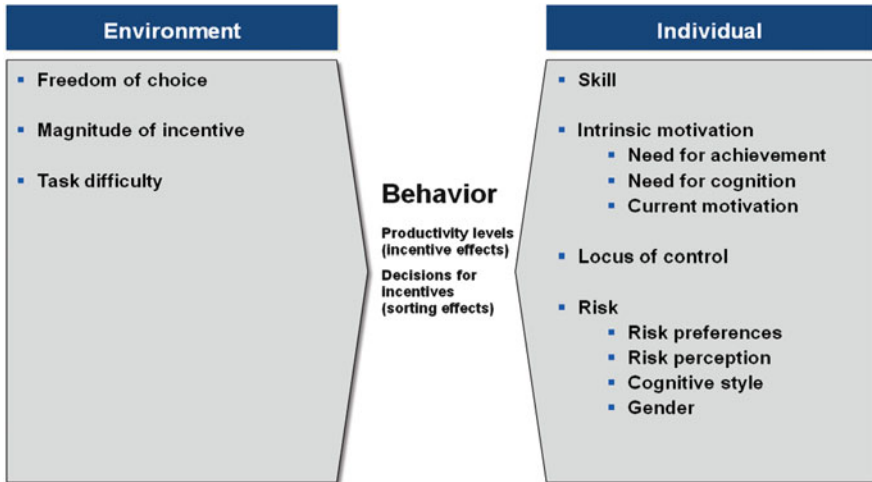 Environment
Freedom of choice
Magnitude of incentive
Task difficulty
Behavior
Productivity levels
(incentive effects)
Decisions for
incentives
(sorting effects)
Individual
Skill
Intrinsic motivation
Need for achievement
Need for cognition
Current motivation
Locus of control
Risk
Risk preferences
Risk perception
Cognitive style
Gender